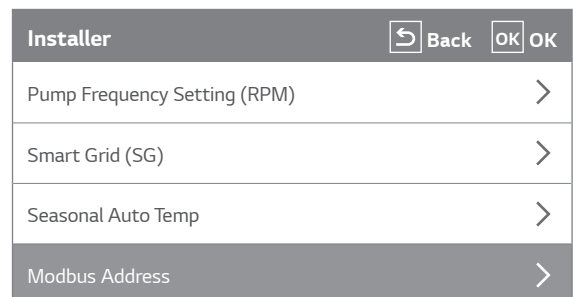 Installer Back OK OK
Pump Frequency Setting (RPM)
Smart Grid (SG)
Seasonal Auto Temp
Modbus Address